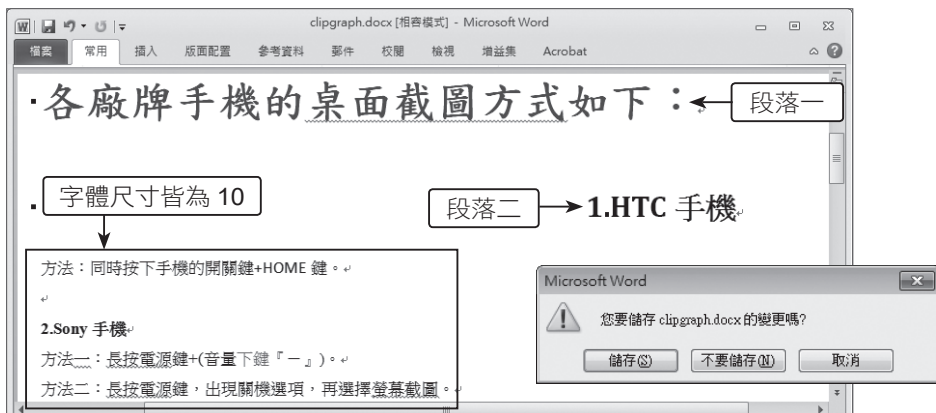 clipgraph.docx [相容模式] - Microsoft Word
檔案 常用 插入 版面配置 參考資料 郵件 校閱 檢視 增益集 Acrobat
各廠牌手機的桌面截圖方式如下：
段落一
字體尺寸皆為 10
段落二
1.HTC 手機
方法：同時按下手機的開關鍵+HOME 鍵。
2.Sony 手機
方法一：長按電源鍵+(音量下鍵『－』)。
方法二：長按電源鍵，出現關機選項，再選擇螢幕截圖。
Microsoft Word
您要儲存 clipgraph.docx 的變更嗎?
儲存(S) 不要儲存(N) 取消